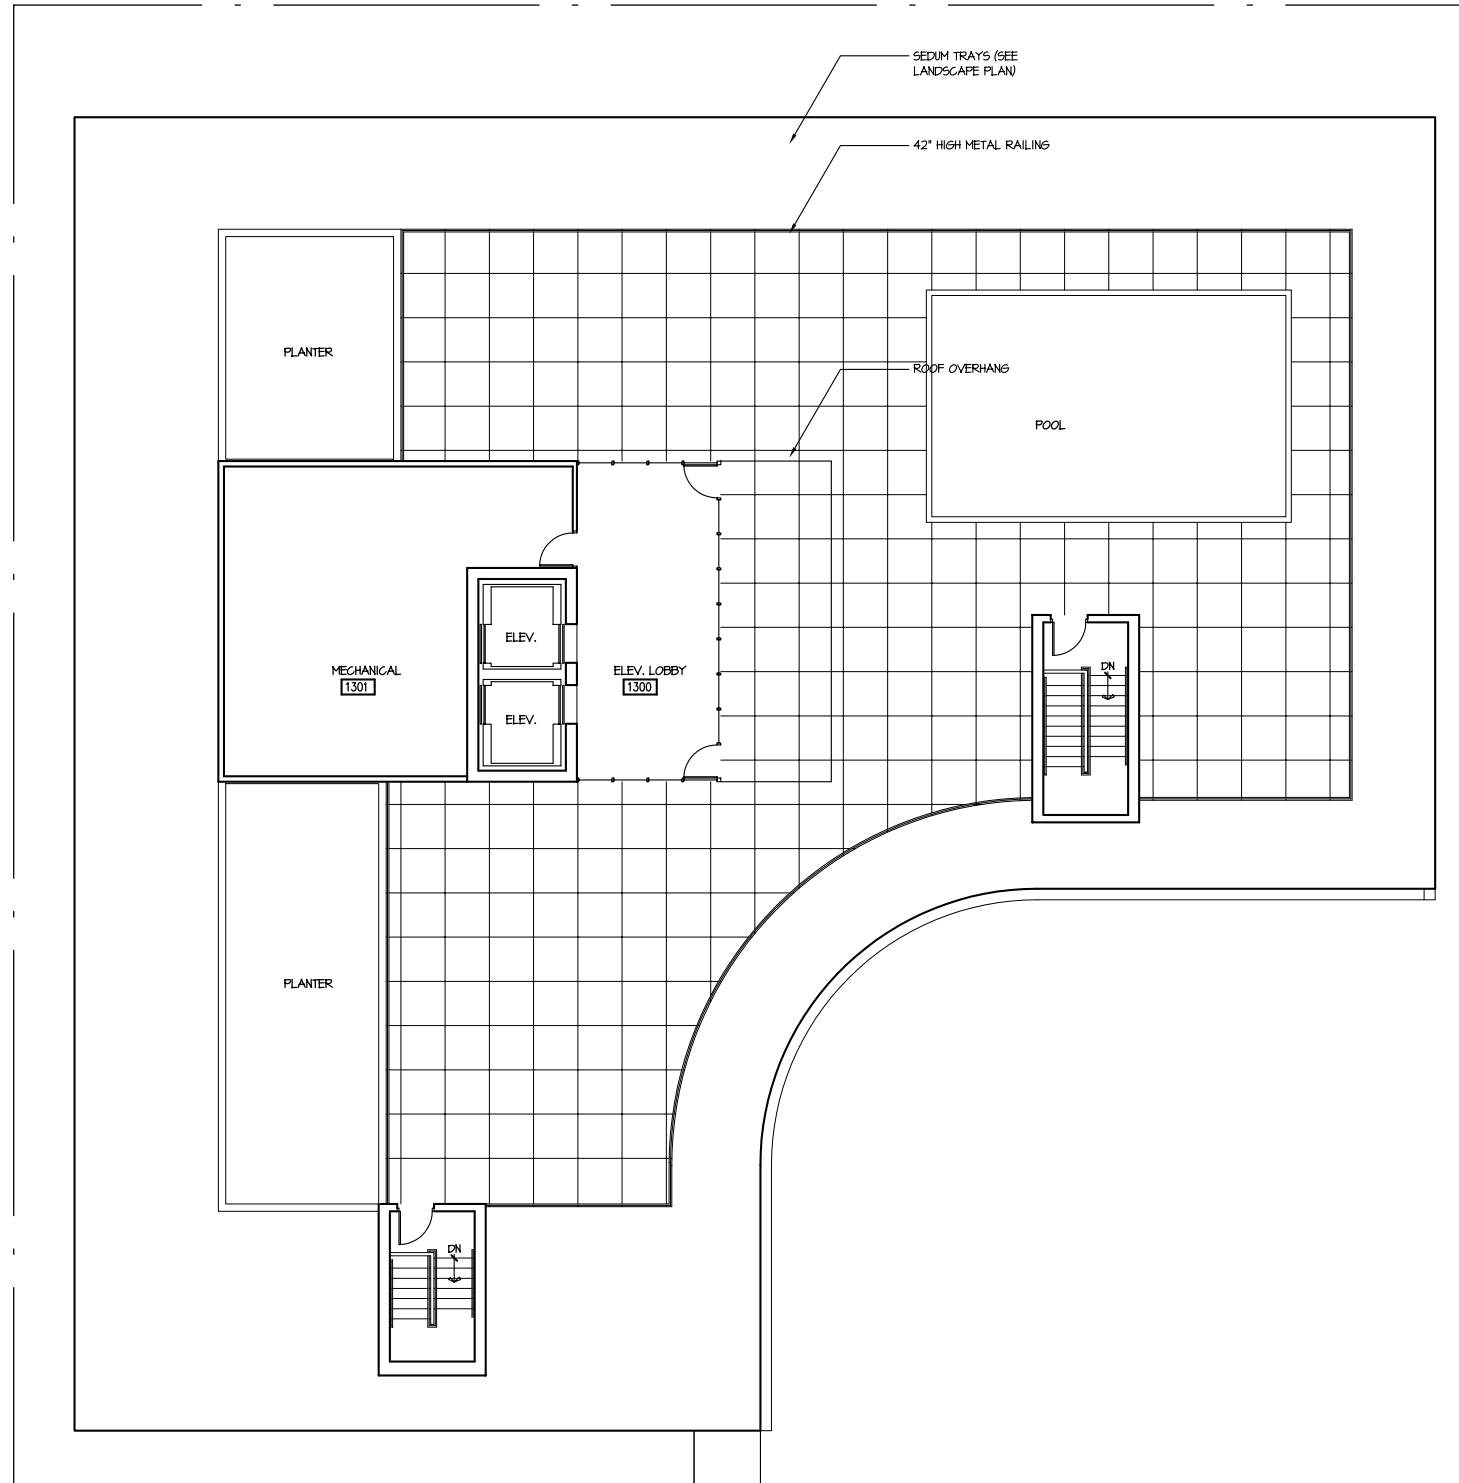 SEDUM TRAYS (SEE
LANDSCAPE PLAN)
42" HIGH METAL RAILING
PLANTER
ROOF OVERHANG
POOL
ELEV.
MECHANICAL
1301
ELEV. LOBBY
1300
DN
ELEV.
PLANTER
DN